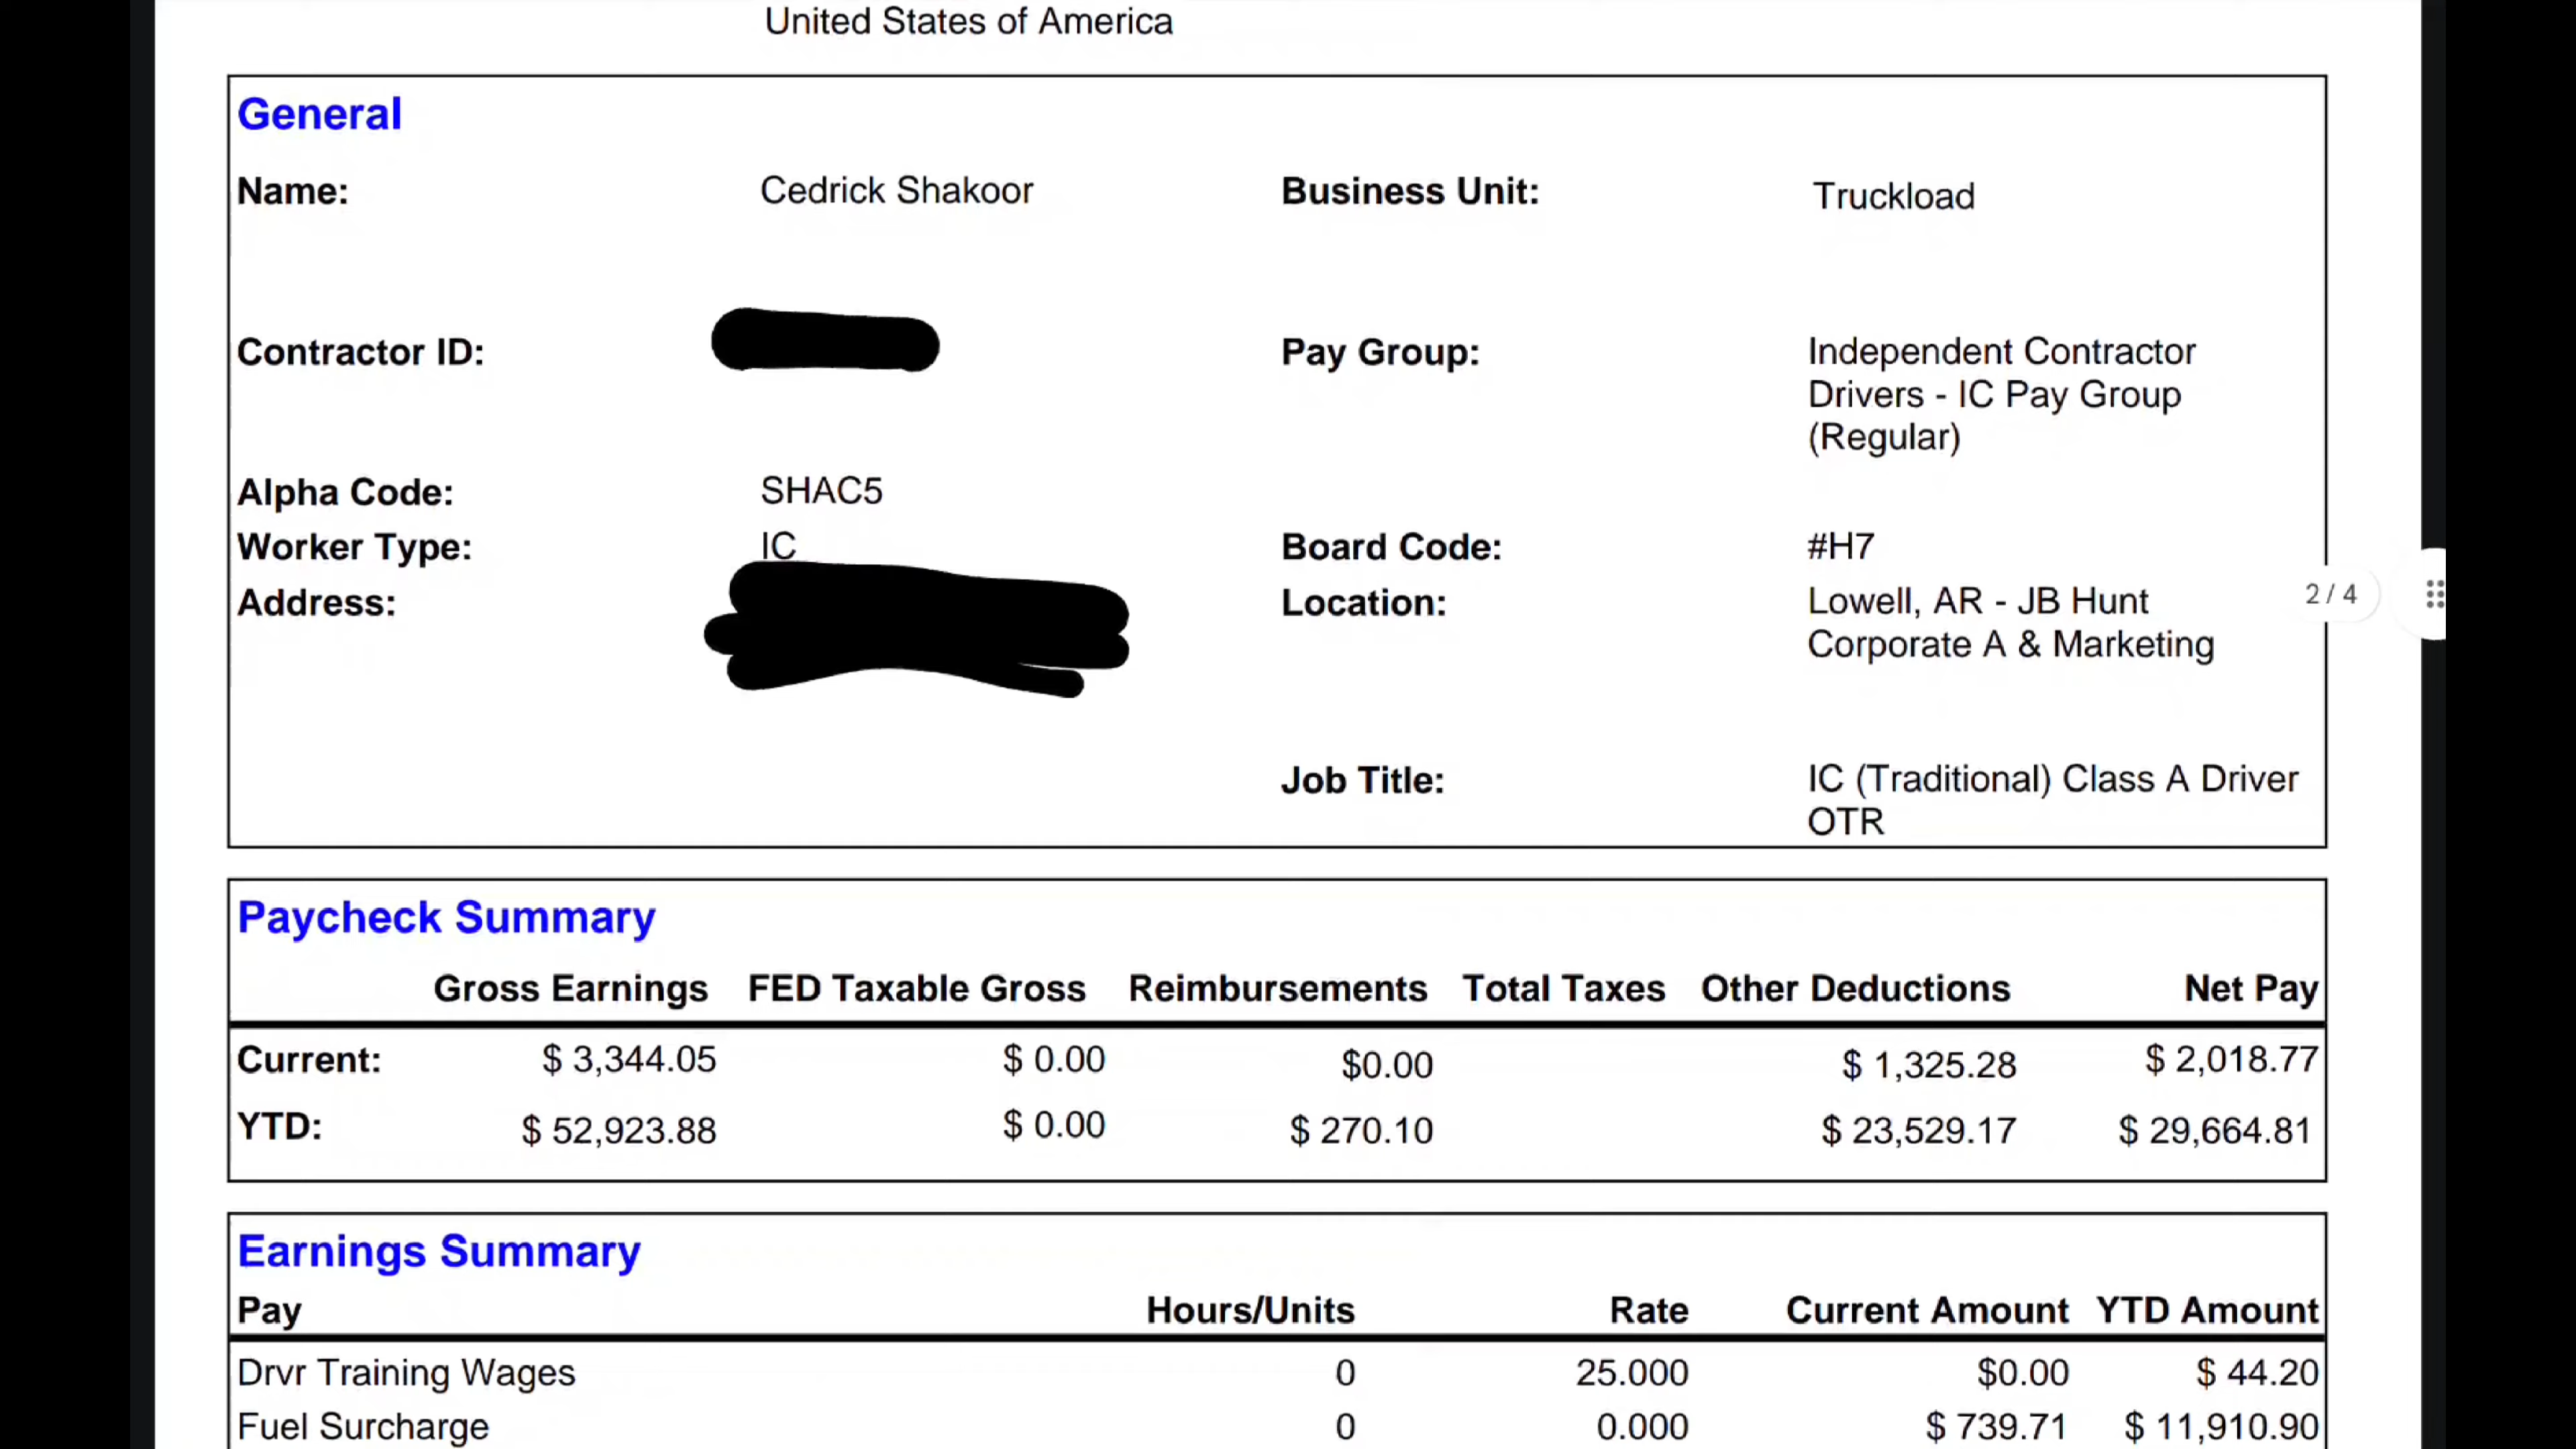 United States of America
General
Name: Cedrick Shakoor Business Unit: Truckload
Contractor ID: Pay Group: Independent Contractor
Drivers - IC Pay Group
(Regular)
Alpha Code: SHAC5
Worker Type: IC Board Code: #H7
Address: Location: Lowell, AR - JB Hunt
Corporate A & Marketing
2 / 4
Job Title: IC (Traditional) Class A Driver
OTR
Paycheck Summary
Gross Earnings FED Taxable Gross Reimbursements Total Taxes Other Deductions Net Pay
Current: $ 3,344.05 $ 0.00 $0.00 $ 1,325.28 $ 2,018.77
YTD: $ 52,923.88 $ 0.00 $ 270.10 $ 23,529.17 $ 29,664.81
Earnings Summary
Pay Hours/Units Rate Current Amount YTD Amount
Drvr Training Wages 0 25.000 $0.00 $ 44.20
Fuel Surcharge 0 0.000 $ 739.71 $ 11,910.90